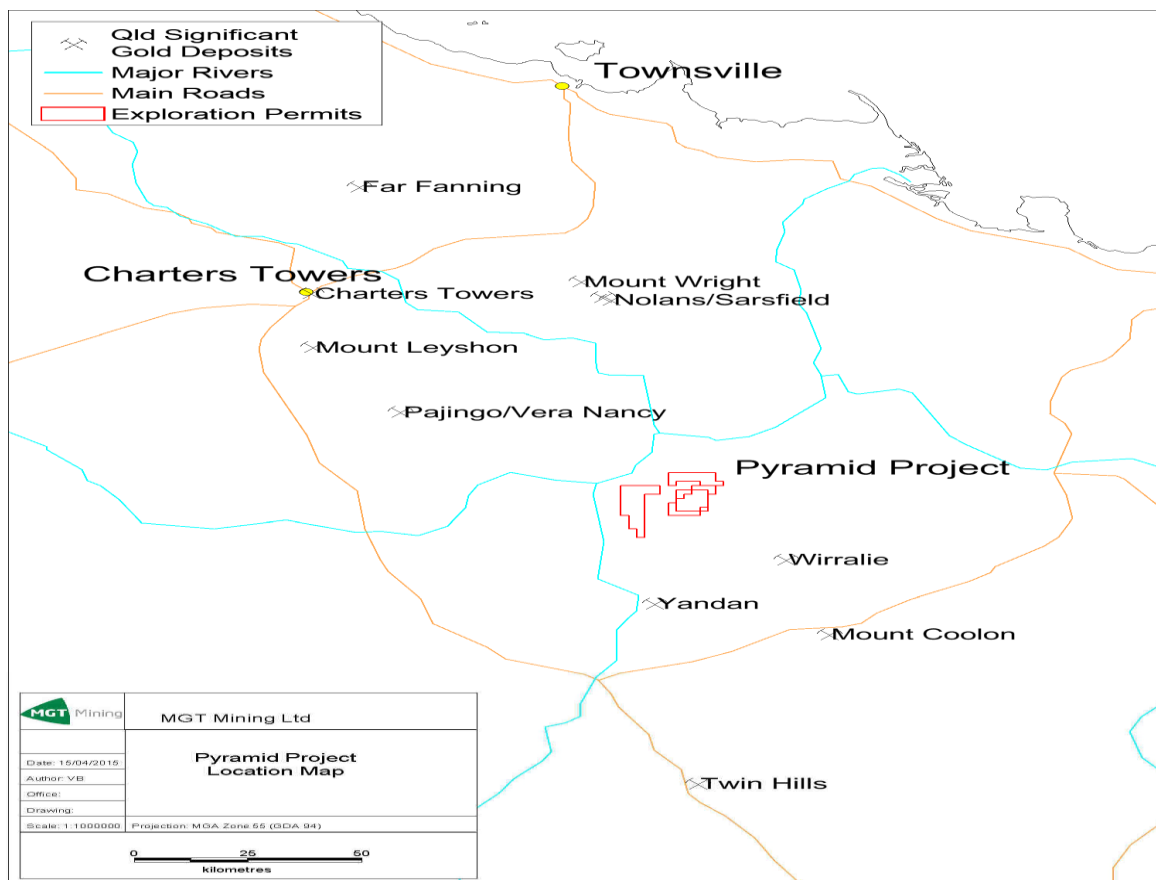 Qld Significant
Gold Deposits
Major Rivers
Main Roads
Exploration Permits
Townsville
Far Fanning
Charters Towers
Charters Towers
Mount Wright
Nolans/Sarsfield
Mount Leyshon
Pajingo/Vera Nancy
Pyramid Project
Wirralie
Yandan
Mount Coolon
Twin Hills
MGT Mining
MGT Mining Ltd
Pyramid Project
Location Map
Date: 15/04/2015
Author: VB
Office:
Drawing:
Scale: 1:1000000
Projection: MGA Zone 55 (GDA 94)
0 25 50
kilometres